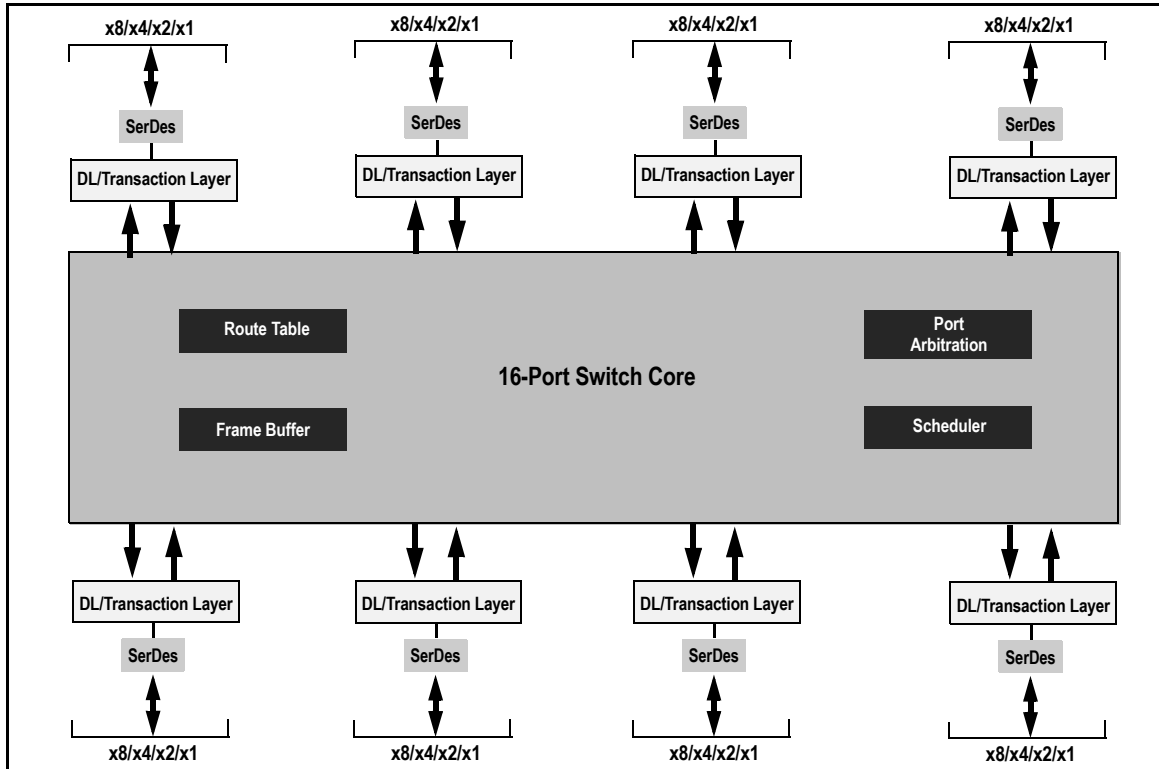 x8/x4/x2/x1
x8/x4/x2/x1
x8/x4/x2/x1
x8/x4/x2/x1
SerDes
SerDes
SerDes
SerDes
DL/Transaction Layer
DL/Transaction Layer
DL/Transaction Layer
DL/Transaction Layer
Route Table
Port
Arbitration
16-Port Switch Core
Frame Buffer
Scheduler
DL/Transaction Layer
DL/Transaction Layer
DL/Transaction Layer
DL/Transaction Layer
SerDes
SerDes
SerDes
SerDes
x8/x4/x2/x1
x8/x4/x2/x1
x8/x4/x2/x1
x8/x4/x2/x1